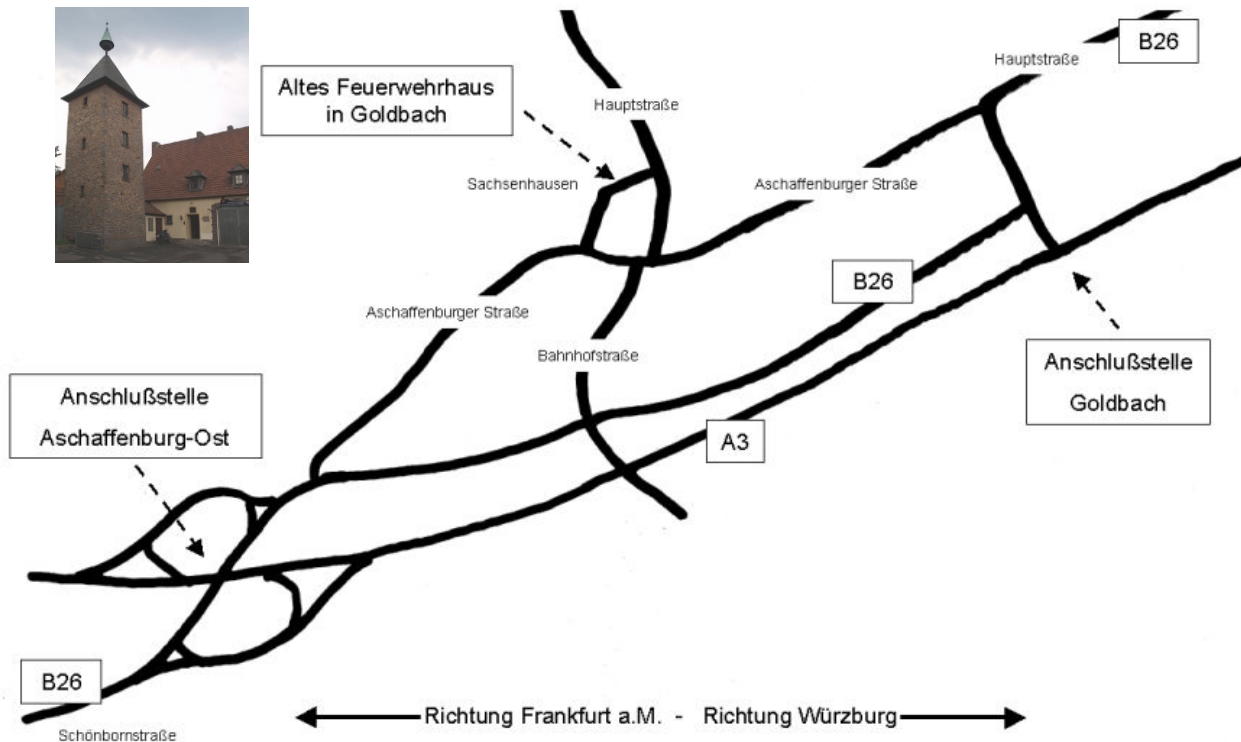 B26
Hauptstraße
Altes Feuerwehrhaus
in Goldbach
Hauptstraße
Sachsenhausen
Aschaffenburger Straße
B26
Aschaffenburger Straße
Bahnhofstraße
Anschlußstelle
Goldbach
Anschlußstelle
Aschaffenburg-Ost
A3
B26
Richtung Frankfurt a.M. - Richtung Würzburg
Schönbornstraße